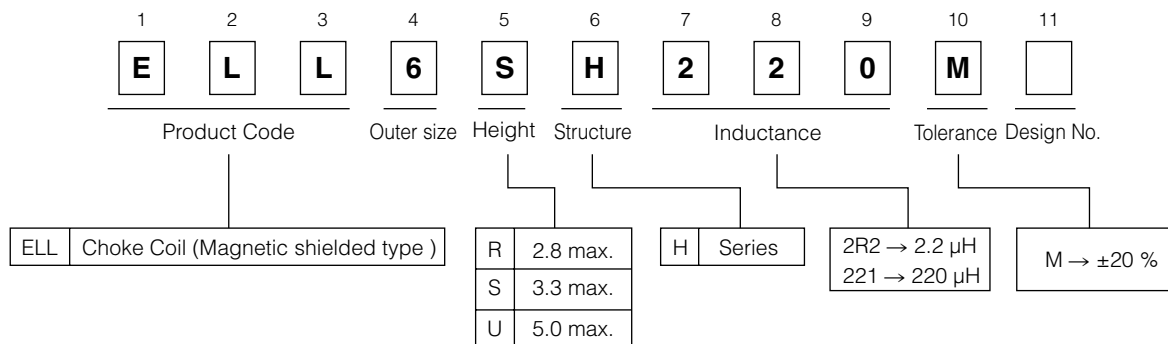 1 2 3 4 5 6 7 8 9 10 11
E L L 6 S H 2 2 0 M
Product Code Outer size Height Structure Inductance Tolerance Design No.
ELL Choke Coil (Magnetic shielded type )
R 2.8 max.
S 3.3 max.
U 5.0 max.
H Series
2R2 → 2.2 µH
221 → 220 µH
M → ±20 %